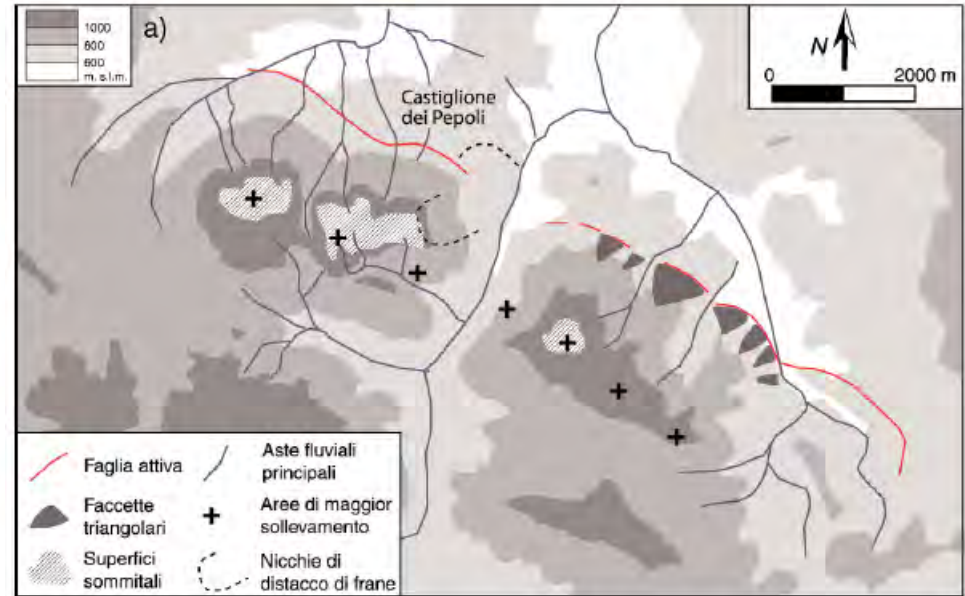 1000
800
600
m. s.l.m.
a)
N
0 2000 m
Castiglione
dei Pepoli
Faglia attiva
Aste fluviali
principali
Faccette
triangolari
Aree di maggior
sollevamento
Superfici
sommitali
Nicchie di
distacco di frane